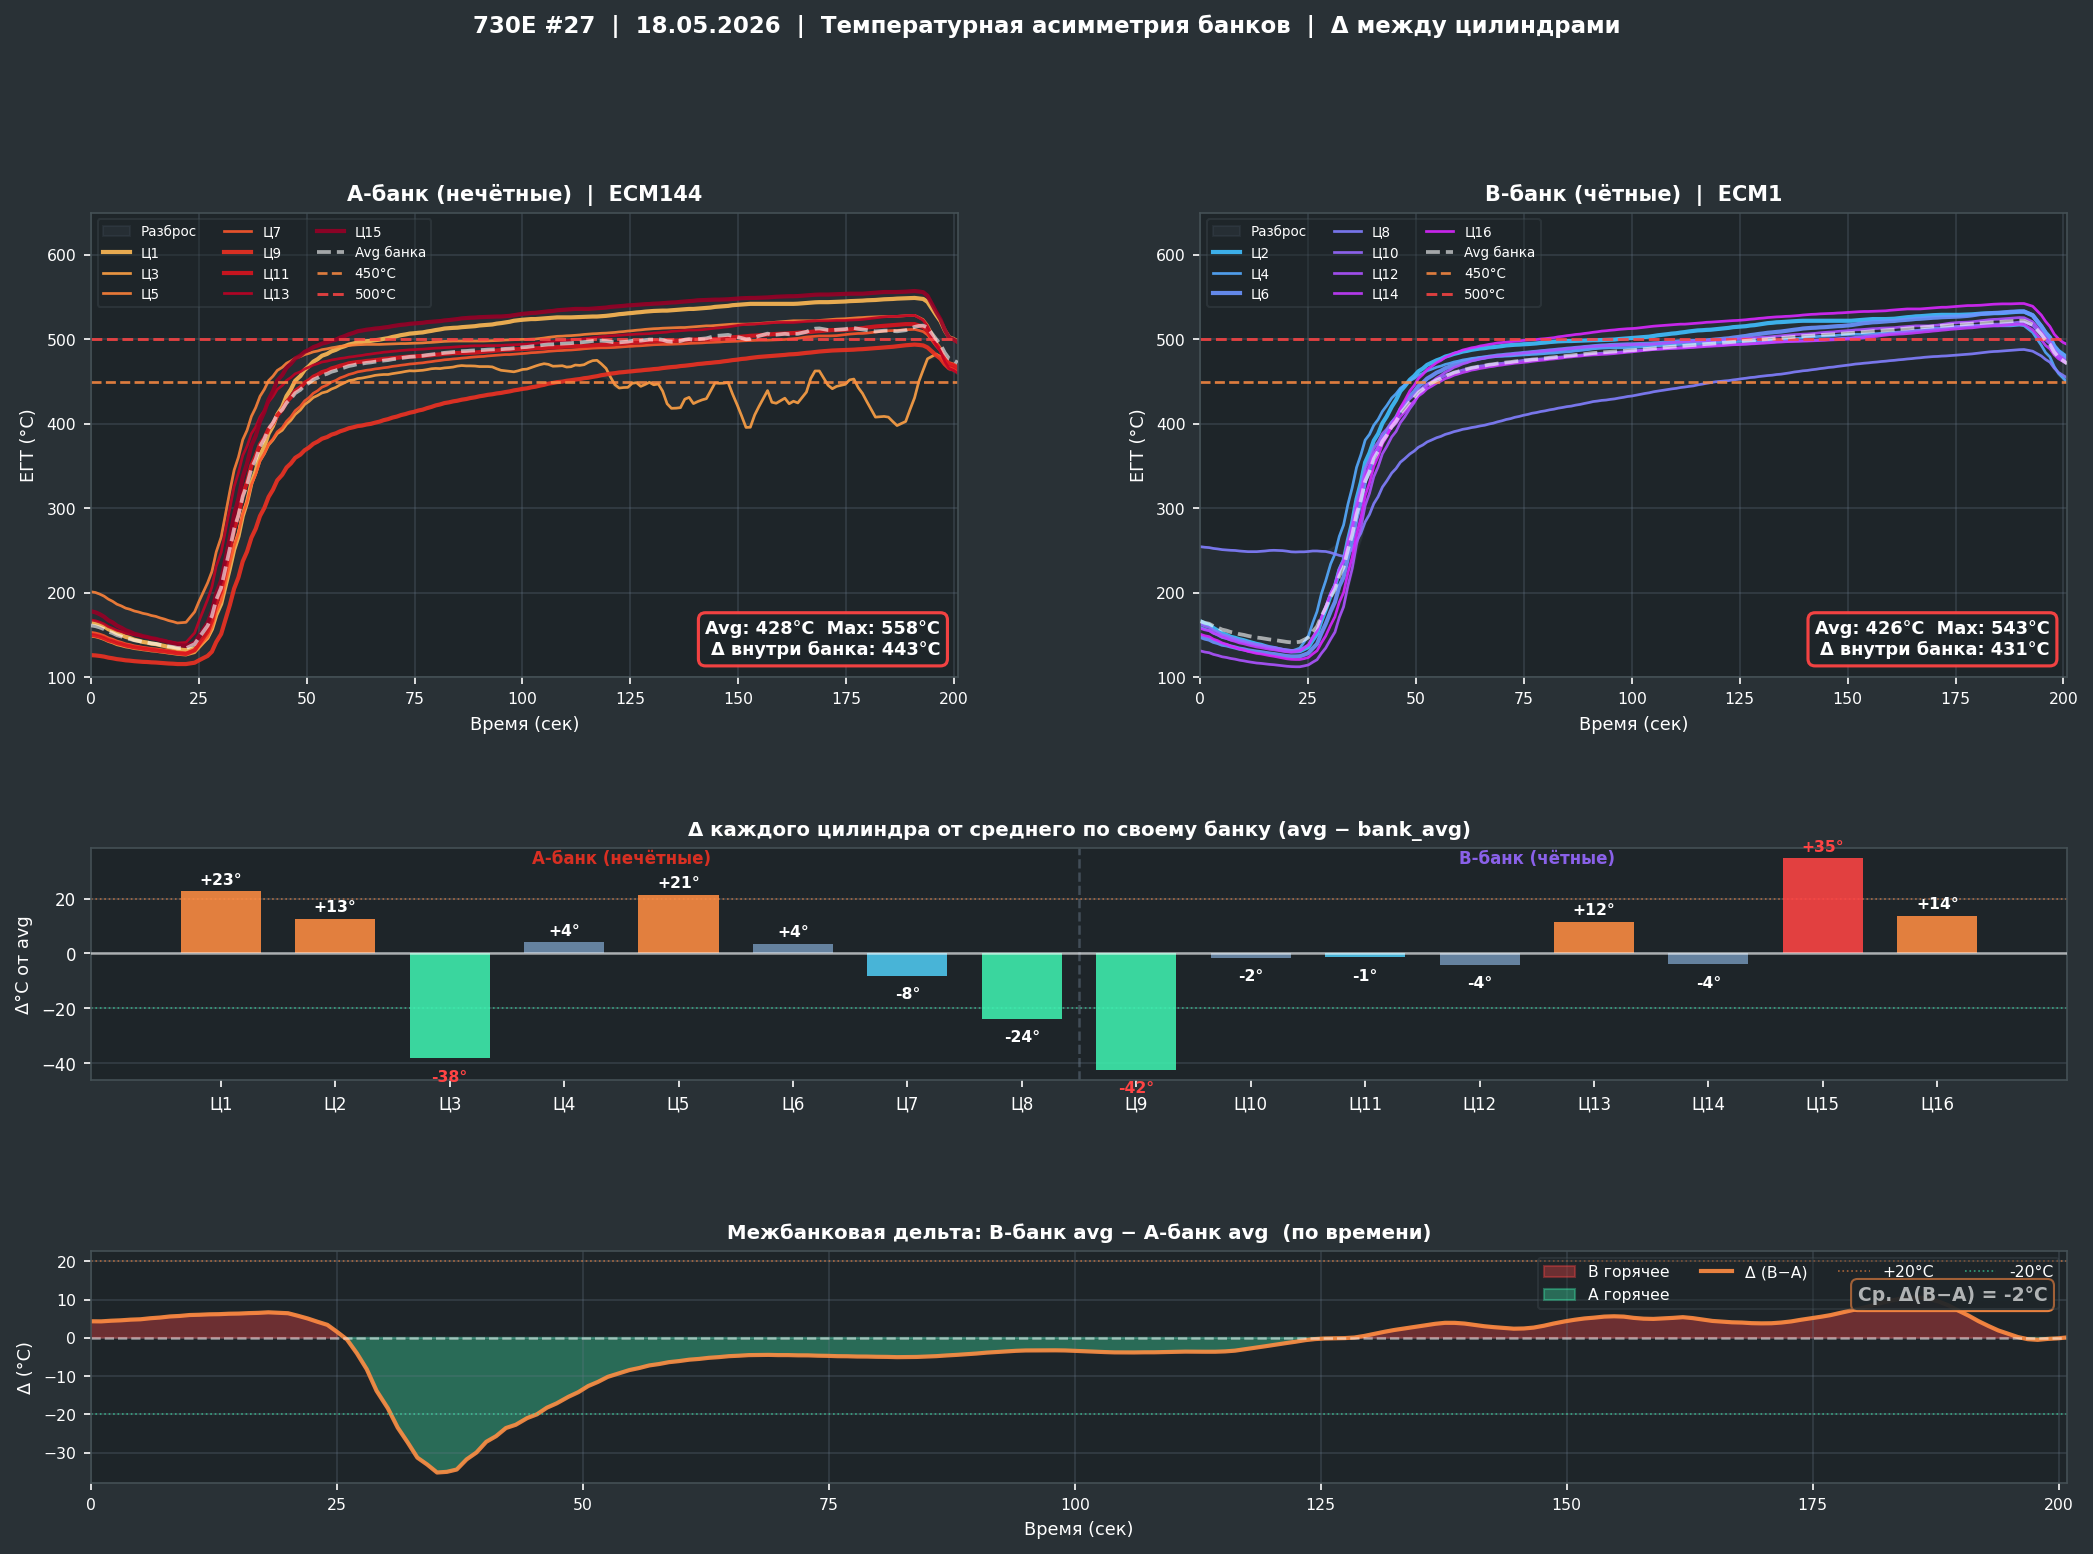 730E #27 | 18.05.2026 | Температурная асимметрия банков | Δ между цилиндрами
А-банк (нечётные) | ECM144
ЕГТ (°C)
600
500
400
300
200
100
Разброс
Ц1
Ц3
Ц5
Ц7
Ц9
Ц11
Ц13
Ц15
Avg банка
450°C
500°C
Avg: 428°C Max: 558°C
Δ внутри банка: 443°C
0 25 50 75 100 125 150 175 200
Время (сек)
В-банк (чётные) | ECM1
ЕГТ (°C)
600
500
400
300
200
100
Разброс
Ц2
Ц4
Ц6
Ц8
Ц10
Ц12
Ц14
Ц16
Avg банка
450°C
500°C
Avg: 426°C Max: 543°C
Δ внутри банка: 431°C
0 25 50 75 100 125 150 175 200
Время (сек)
Δ каждого цилиндра от среднего по своему банку (avg − bank_avg)
А-банк (нечётные)
В-банк (чётные)
Δ°C от avg
20
0
−20
−40
+23°
+13°
-38°
+4°
+21°
+4°
-8°
-24°
-42°
-2°
-1°
-4°
+12°
-4°
+35°
+14°
Ц1 Ц2 Ц3 Ц4 Ц5 Ц6 Ц7 Ц8 Ц9 Ц10 Ц11 Ц12 Ц13 Ц14 Ц15 Ц16
Межбанковая дельта: В-банк avg − А-банк avg (по времени)
Δ (°C)
20
10
0
−10
−20
−30
В горячее
А горячее
Δ (В−А)
+20°C
-20°C
Ср. Δ(В−А) = -2°C
0 25 50 75 100 125 150 175 200
Время (сек)